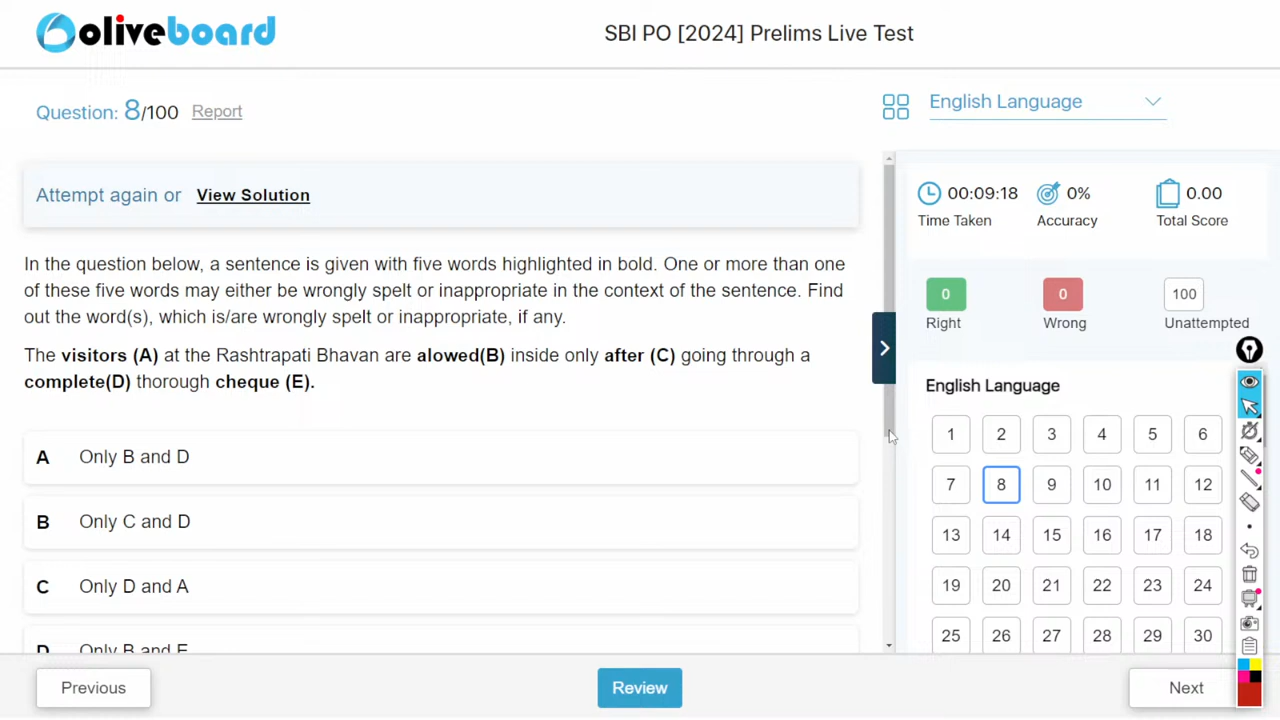 oliveboard
SBI PO [2024] Prelims Live Test
Question: 8/100 Report
English Language
Attempt again or View Solution
00:09:18
Time Taken
0%
Accuracy
0.00
Total Score
In the question below, a sentence is given with five words highlighted in bold. One or more than one
of these five words may either be wrongly spelt or inappropriate in the context of the sentence. Find
out the word(s), which is/are wrongly spelt or inappropriate, if any.
The visitors (A) at the Rashtrapati Bhavan are alowed(B) inside only after (C) going through a
complete(D) thorough cheque (E).
0
Right
0
Wrong
100
Unattempted
A Only B and D
B Only C and D
C Only D and A
D Only B and E
English Language
1 2 3 4 5 6
7 8 9 10 11 12
13 14 15 16 17 18
19 20 21 22 23 24
25 26 27 28 29 30
Previous
Review
Next